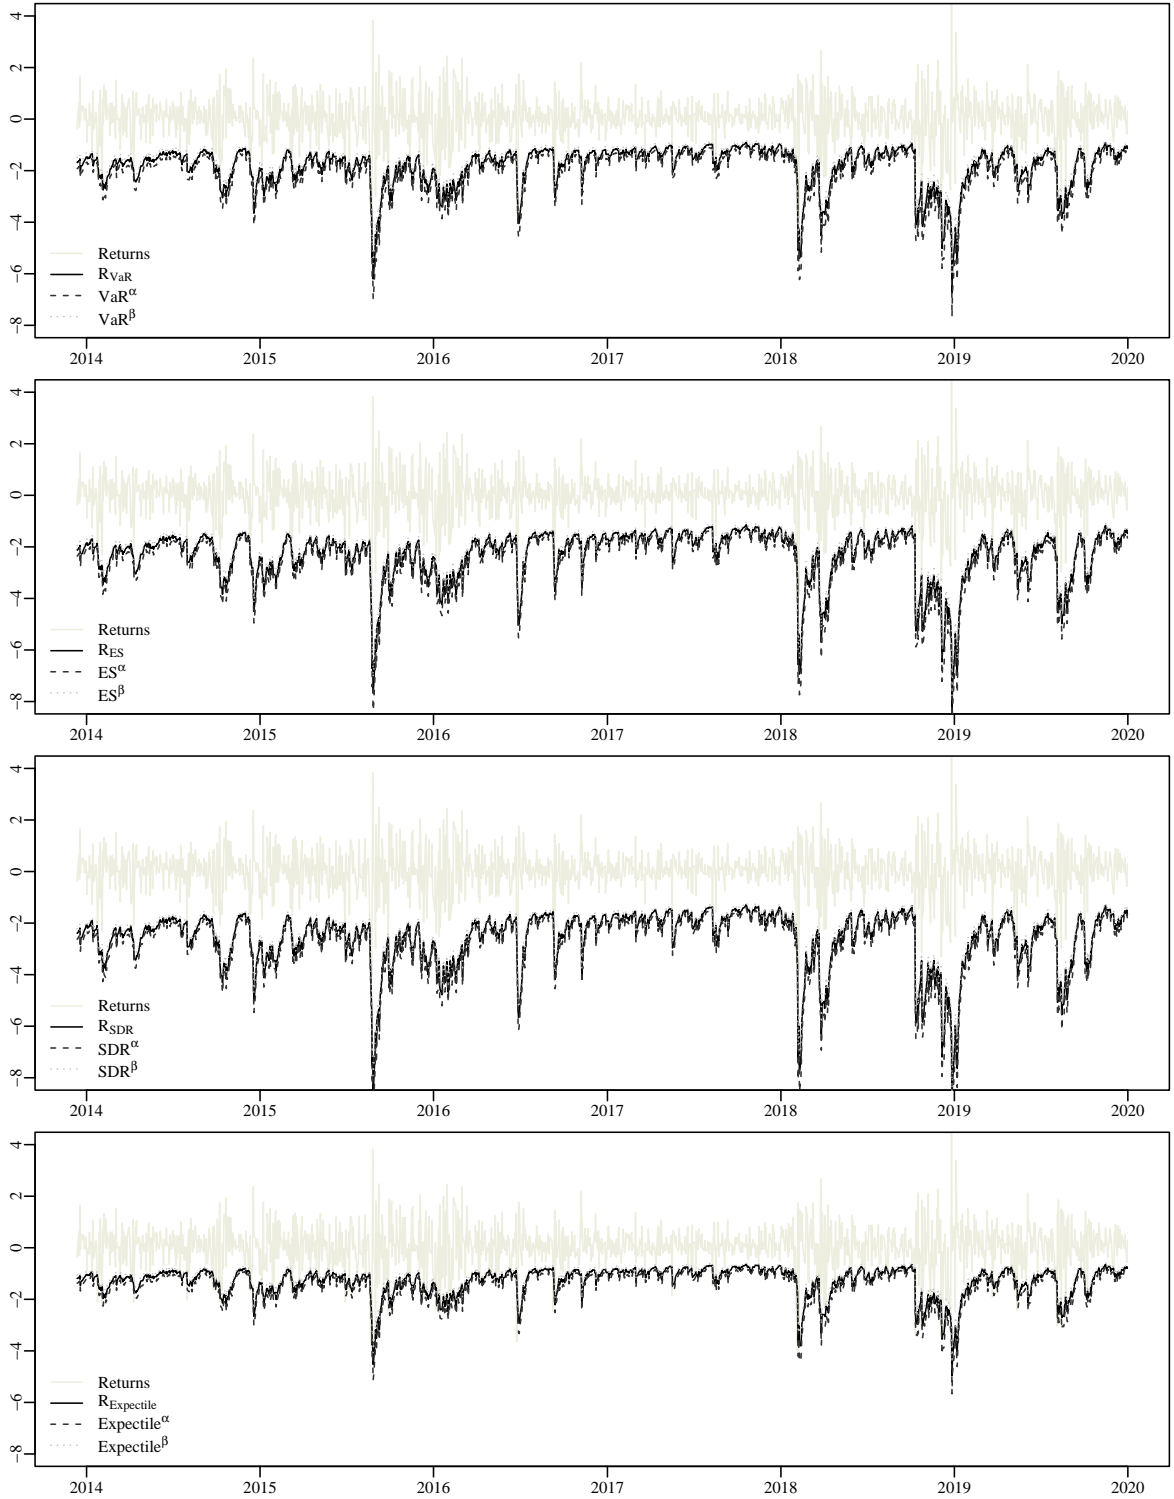 4
2
0
−2
−4
−6
−8
Returns
R_VaR
VaR^α
VaR^β
2014 2015 2016 2017 2018 2019 2020
4
2
0
−2
−4
−6
−8
Returns
R_ES
ES^α
ES^β
2014 2015 2016 2017 2018 2019 2020
4
2
0
−2
−4
−6
−8
Returns
R_SDR
SDR^α
SDR^β
2014 2015 2016 2017 2018 2019 2020
4
2
0
−2
−4
−6
−8
Returns
R_Expectile
Expectile^α
Expectile^β
2014 2015 2016 2017 2018 2019 2020